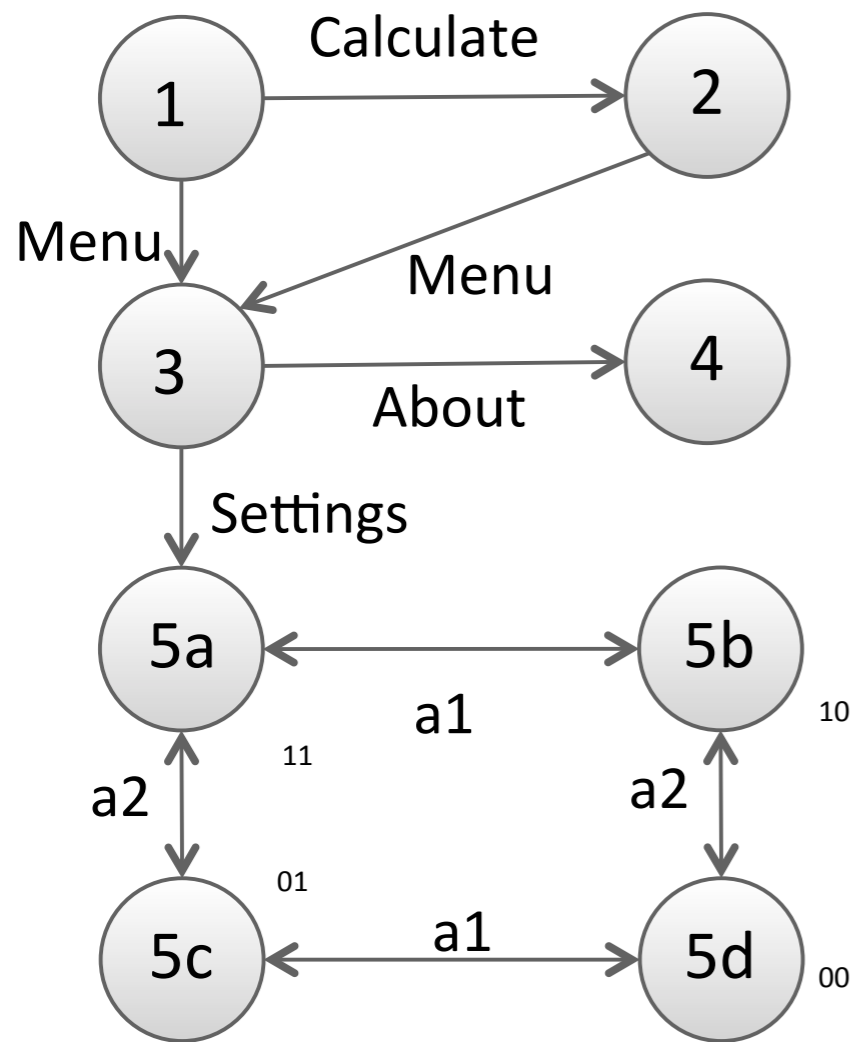 Calculate
1
2
Menu
Menu
3
4
About
Settings
5a
5b
a1
10
11
a2
a2
01
a1
5c
5d
00